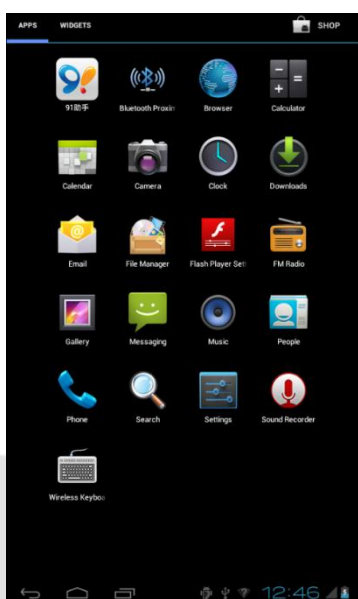 APPS
WIDGETS
SHOP
91助手
Bluetooth Proxin
Browser
Calculator
Calendar
Camera
Clock
Downloads
Email
File Manager
Flash Player Set
FM Radio
Gallery
Messaging
Music
People
Phone
Search
Settings
Sound Recorder
Wireless Keyboa
12:46